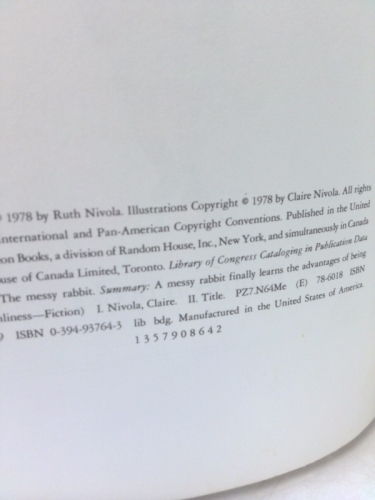 1978 by Ruth Nivola. Illustrations Copyright © 1978 by Claire Nivola. All rights
International and Pan-American Copyright Conventions. Published in the United
on Books, a division of Random House, Inc., New York, and simultaneously in Canada
use of Canada Limited, Toronto. Library of Congress Cataloging in Publication Data
The messy rabbit. Summary: A messy rabbit finally learns the advantages of being
nliness—Fiction) I. Nivola, Claire. II. Title. PZ7.N64Me (E) 78-6018 ISBN
ISBN 0-394-93764-3 lib bdg. Manufactured in the United States of America.
1 3 5 7 9 0 8 6 4 2